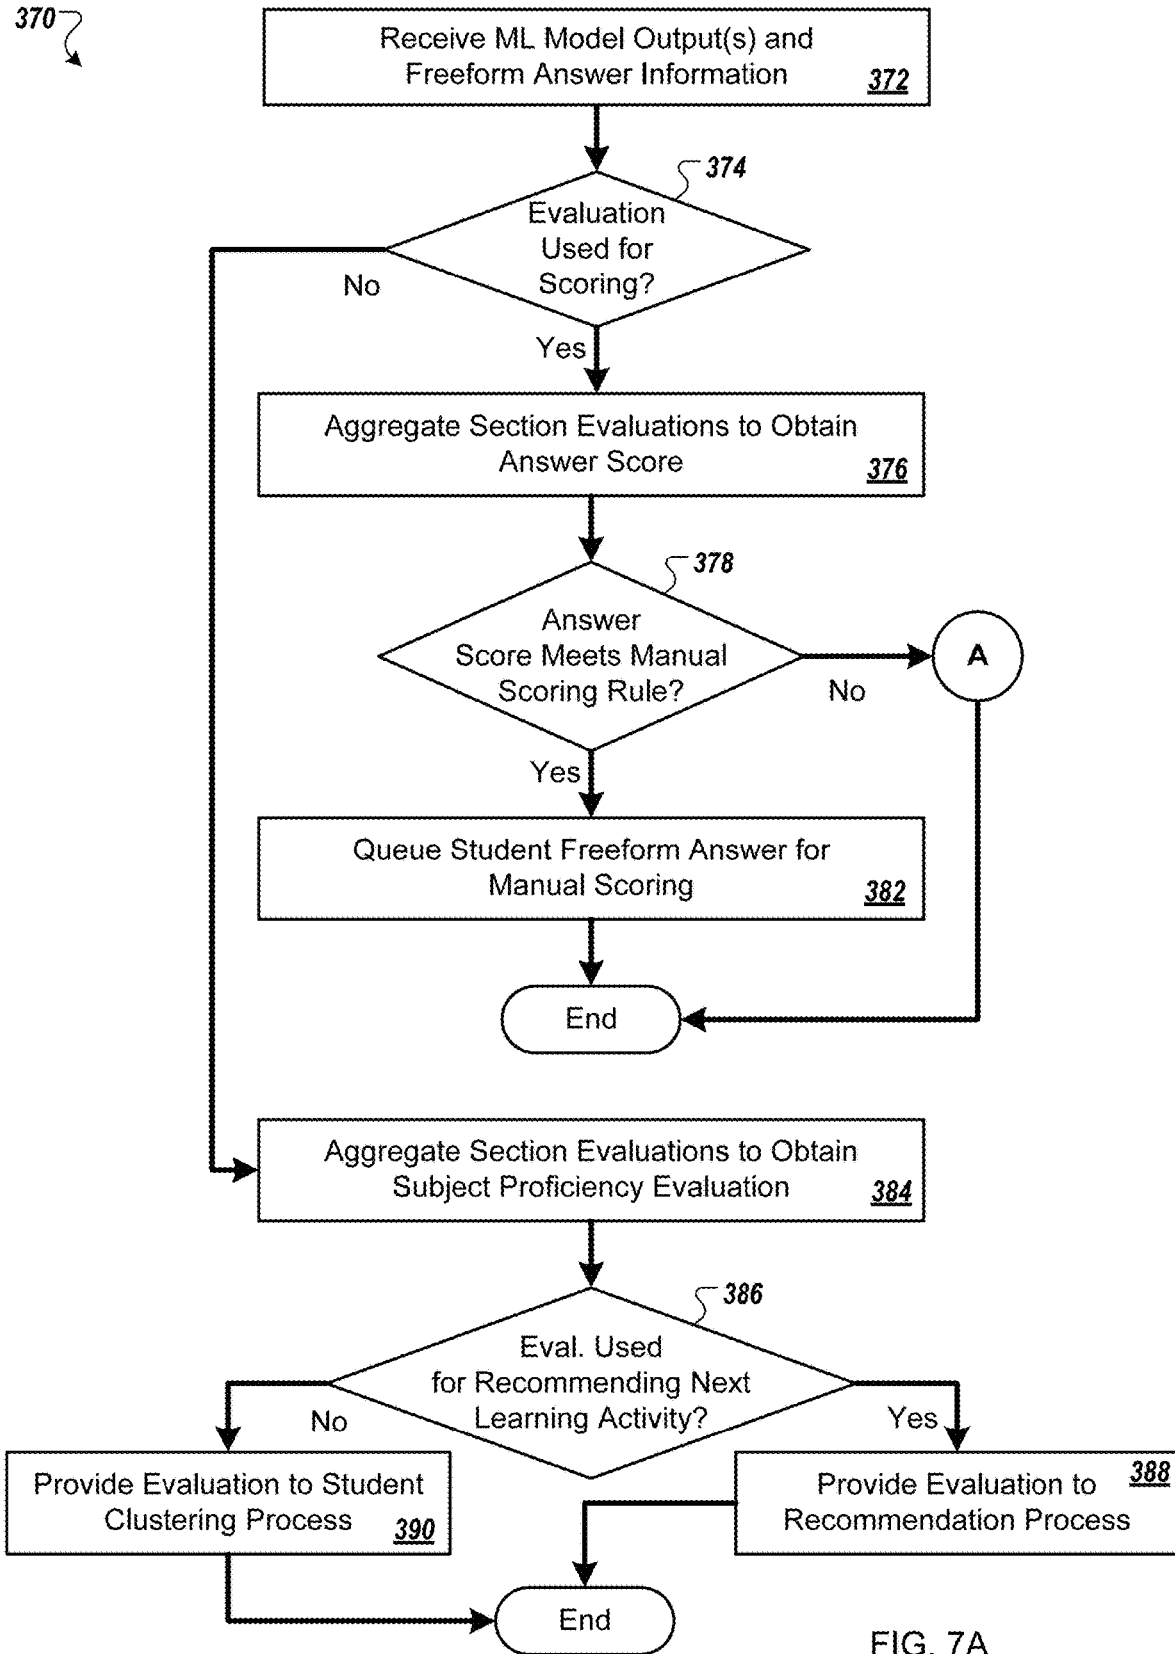 370
Receive ML Model Output(s) and
Freeform Answer Information
372
374
Evaluation
Used for
Scoring?
No
Yes
Aggregate Section Evaluations to Obtain
Answer Score
376
378
Answer
Score Meets Manual
Scoring Rule?
A
No
Yes
Queue Student Freeform Answer for
Manual Scoring
382
End
Aggregate Section Evaluations to Obtain
Subject Proficiency Evaluation
384
386
Eval. Used
for Recommending Next
Learning Activity?
No
Yes
Provide Evaluation to Student
Clustering Process
390
388
Provide Evaluation to
Recommendation Process
End
FIG. 7A